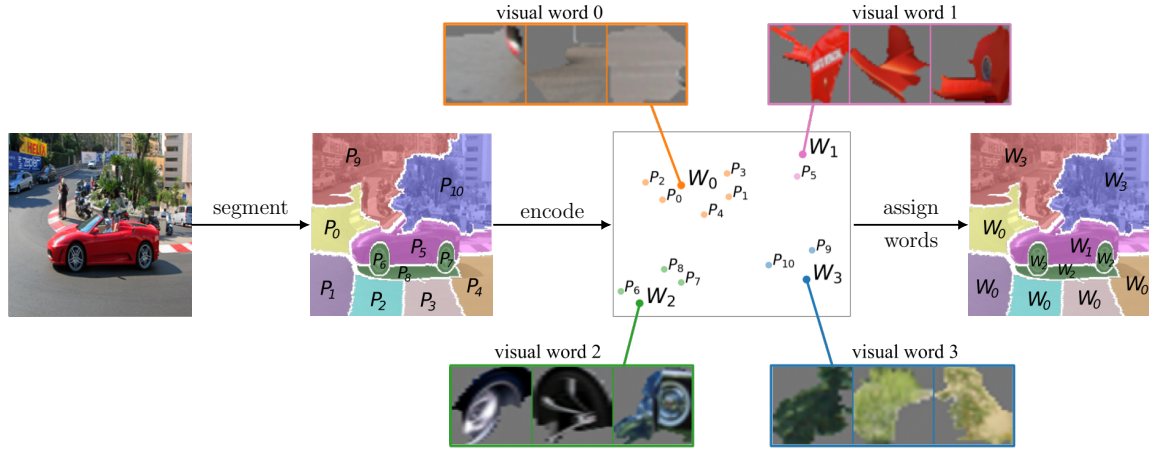 visual word 0
visual word 1
HELIX
W₁
P₉
P₂
W₀
P₃
P₅
W₃
P₁₀
P₀
P₁
W₃
segment
encode
P₄
assign
words
P₀
P₅
P₉
W₀
W₁
P₆
P₇
P₈
P₁₀
W₂
W₂
P₈
P₇
W₃
W₂
P₁
P₂
P₃
P₄
P₆
W₂
W₀
W₀
W₀
W₀
visual word 2
visual word 3